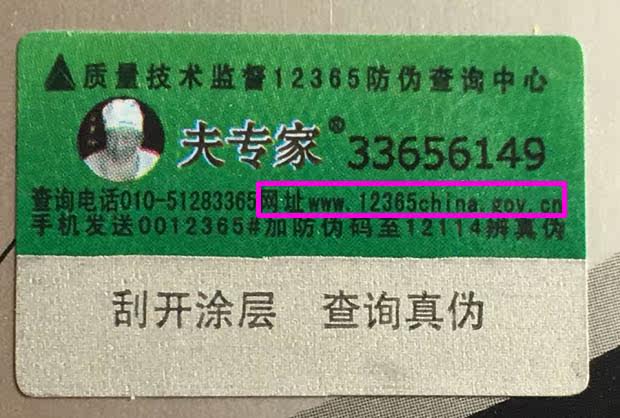 质量技术监督12365防伪查询中心
夫专家® 33656149
查询电话010-51283365网址www.12365china.gov.cn
手机发送0012365#加防伪码至12114辨真伪
刮开涂层 查询真伪